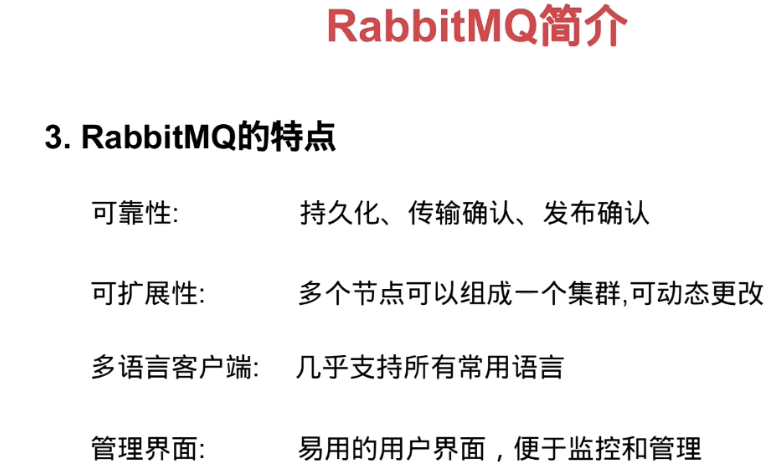 RabbitMQ简介
3. RabbitMQ的特点
可靠性: 持久化、传输确认、发布确认
可扩展性: 多个节点可以组成一个集群,可动态更改
多语言客户端: 几乎支持所有常用语言
管理界面: 易用的用户界面，便于监控和管理